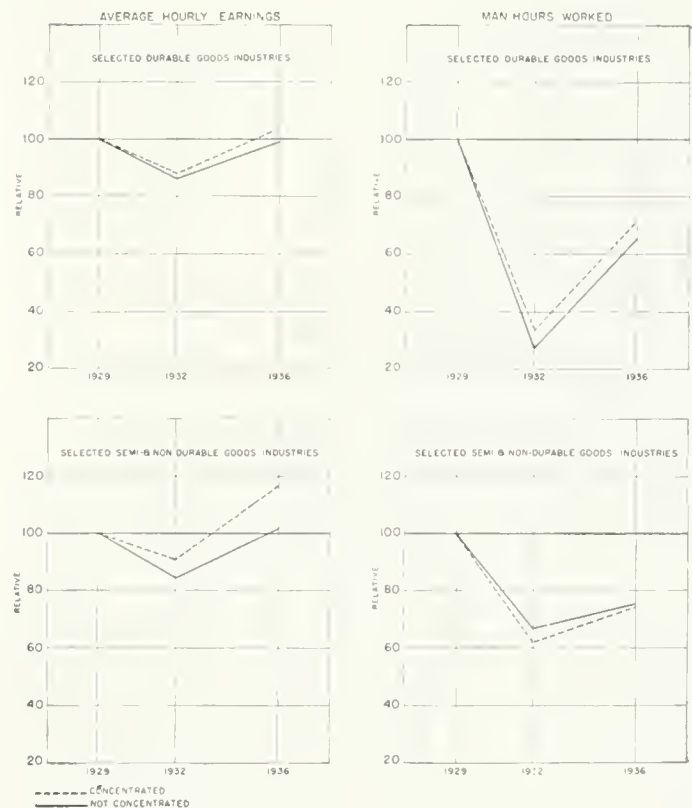 AVERAGE HOURLY EARNINGS
SELECTED DURABLE GOODS INDUSTRIES
120
100
80
60
40
20
RELATIVE
1929 1932 1936
MAN HOURS WORKED
SELECTED DURABLE GOODS INDUSTRIES
120
100
80
60
40
20
RELATIVE
1929 1932 1936
SELECTED SEMI-& NON DURABLE GOODS INDUSTRIES
120
100
80
60
40
20
RELATIVE
1929 1932 1936
SELECTED SEMI & NON-DURABLE GOODS INDUSTRIES
120
100
80
60
40
20
RELATIVE
1929 1932 1936
CONCENTRATED
NOT CONCENTRATED